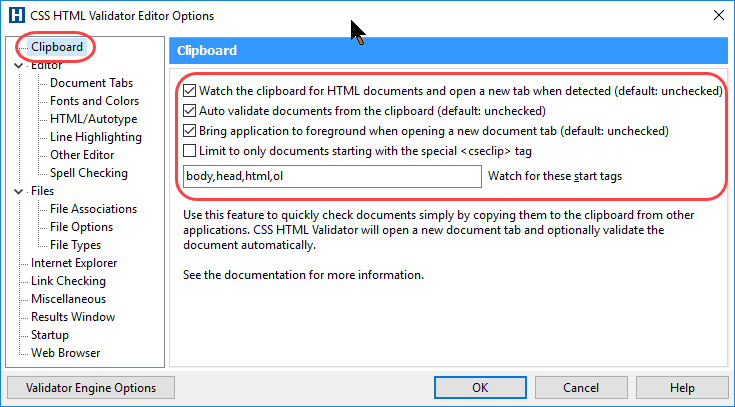 H CSS HTML Validator Editor Options
Clipboard
Editor
Document Tabs
Fonts and Colors
HTML/Autotype
Line Highlighting
Other Editor
Spell Checking
Files
File Associations
File Options
File Types
Internet Explorer
Link Checking
Miscellaneous
Results Window
Startup
Web Browser
Clipboard
Watch the clipboard for HTML documents and open a new tab when detected (default: unchecked)
Auto validate documents from the clipboard (default: unchecked)
Bring application to foreground when opening a new document tab (default: unchecked)
Limit to only documents starting with the special <cseclip> tag
body,head,html,ol Watch for these start tags
Use this feature to quickly check documents simply by copying them to the clipboard from other
applications. CSS HTML Validator will open a new document tab and optionally validate the
document automatically.
See the documentation for more information.
Validator Engine Options OK Cancel Help